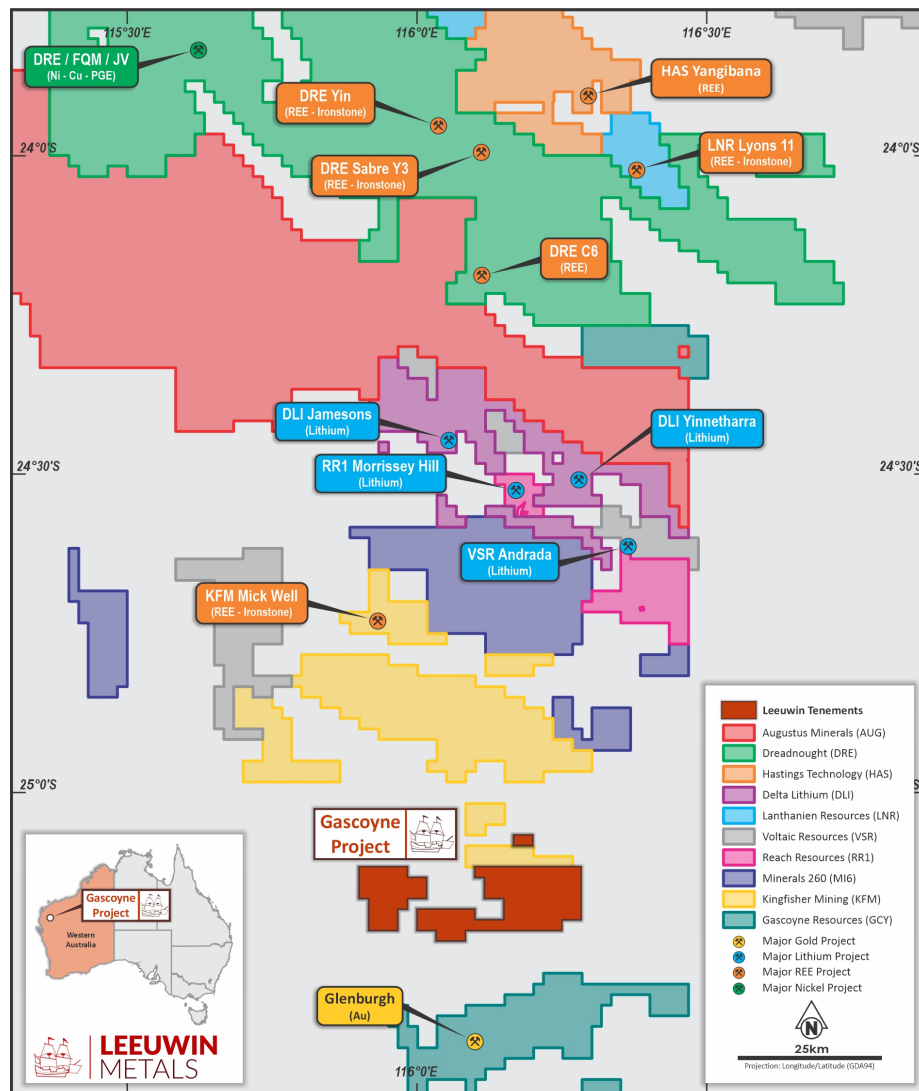 115°30'E
116°0'E
116°30'E
DRE / FQM / JV
(Ni - Cu - PGE)
HAS Yangibana
(REE)
DRE Yin
(REE - Ironstone)
24°0'S
24°0'S
LNR Lyons 11
(REE - Ironstone)
DRE Sabre Y3
(REE - Ironstone)
DRE C6
(REE)
DLI Jamesons
(Lithium)
DLI Yinnetharra
(Lithium)
RR1 Morrissey Hill
(Lithium)
24°30'S
24°30'S
VSR Andrada
(Lithium)
KFM Mick Well
(REE - Ironstone)
25°0'S
Gascoyne
Project
Glenburgh
(Au)
116°0'E
Leeuwin Tenements
Augustus Minerals (AUG)
Dreadnought (DRE)
Hastings Technology (HAS)
Delta Lithium (DLI)
Lanthanien Resources (LNR)
Voltaic Resources (VSR)
Reach Resources (RR1)
Minerals 260 (MI6)
Kingfisher Mining (KFM)
Gascoyne Resources (GCY)
Major Gold Project
Major Lithium Project
Major REE Project
Major Nickel Project
N
25km
Projection: Longitude/Latitude (GDA94)
Gascoyne
Project
Western
Australia
LEEUWIN
METALS